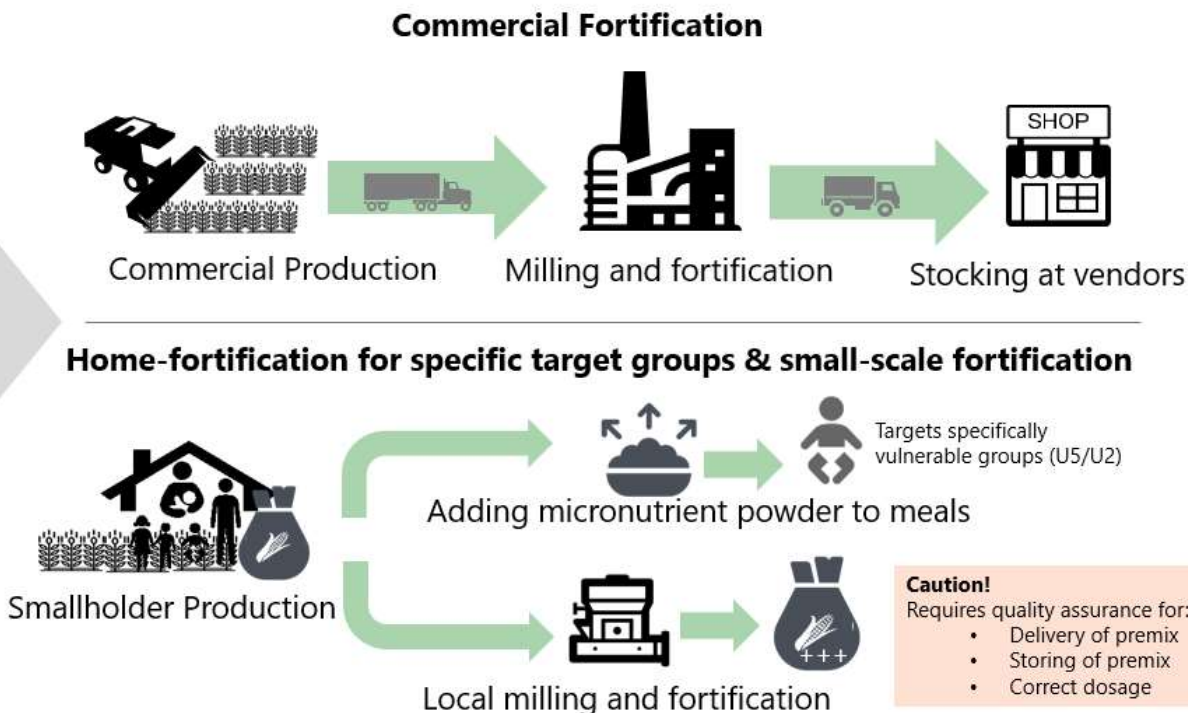 Commercial Fortification
SHOP
Commercial Production
Milling and fortification
Stocking at vendors
Home-fortification for specific target groups & small-scale fortification
Targets specifically
vulnerable groups (U5/U2)
Adding micronutrient powder to meals
Smallholder Production
+++
Local milling and fortification
Caution!
Requires quality assurance for:
• Delivery of premix
• Storing of premix
• Correct dosage